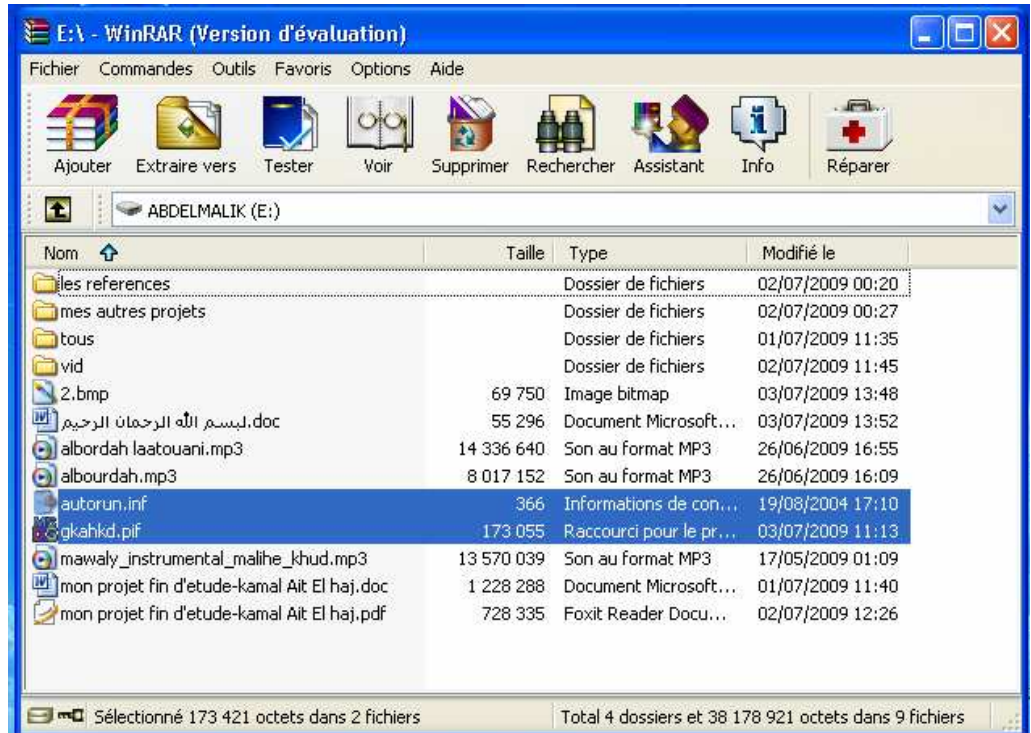 E:\ - WinRAR (Version d'évaluation)
Fichier Commandes Outils Favoris Options Aide
Ajouter Extraire vers Tester Voir Supprimer Rechercher Assistant Info Réparer
ABDELMALIK (E:)
Nom Taille Type Modifié le
les references Dossier de fichiers 02/07/2009 00:20
mes autres projets Dossier de fichiers 02/07/2009 00:27
tous Dossier de fichiers 01/07/2009 11:35
vid Dossier de fichiers 02/07/2009 11:45
2.bmp 69 750 Image bitmap 03/07/2009 13:48
لبسم الله الرحمان الرحيم.doc 55 296 Document Microsoft... 03/07/2009 13:52
albordah laatouani.mp3 14 336 640 Son au format MP3 26/06/2009 16:55
albourdah.mp3 8 017 152 Son au format MP3 26/06/2009 16:09
autorun.inf 366 Informations de con... 19/08/2004 17:10
gkahkd.pif 173 055 Raccourci pour le pr... 03/07/2009 11:13
mawaly_instrumental_malihe_khud.mp3 13 570 039 Son au format MP3 17/05/2009 01:09
mon projet fin d'etude-kamal Ait El haj.doc 1 228 288 Document Microsoft... 01/07/2009 11:40
mon projet fin d'etude-kamal Ait El haj.pdf 728 335 Foxit Reader Docu... 02/07/2009 12:26
Sélectionné 173 421 octets dans 2 fichiers Total 4 dossiers et 38 178 921 octets dans 9 fichiers